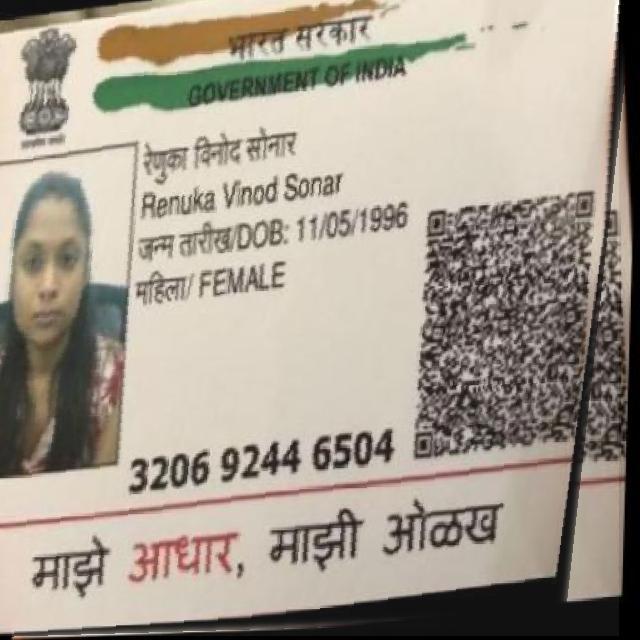 भारत सरकार
GOVERNMENT OF INDIA
रेणुका विनोद सोनार
Renuka Vinod Sonar
जन्म तारीख/DOB: 11/05/1996
महिला/ FEMALE
3206 9244 6504
माझे आधार, माझी ओळख